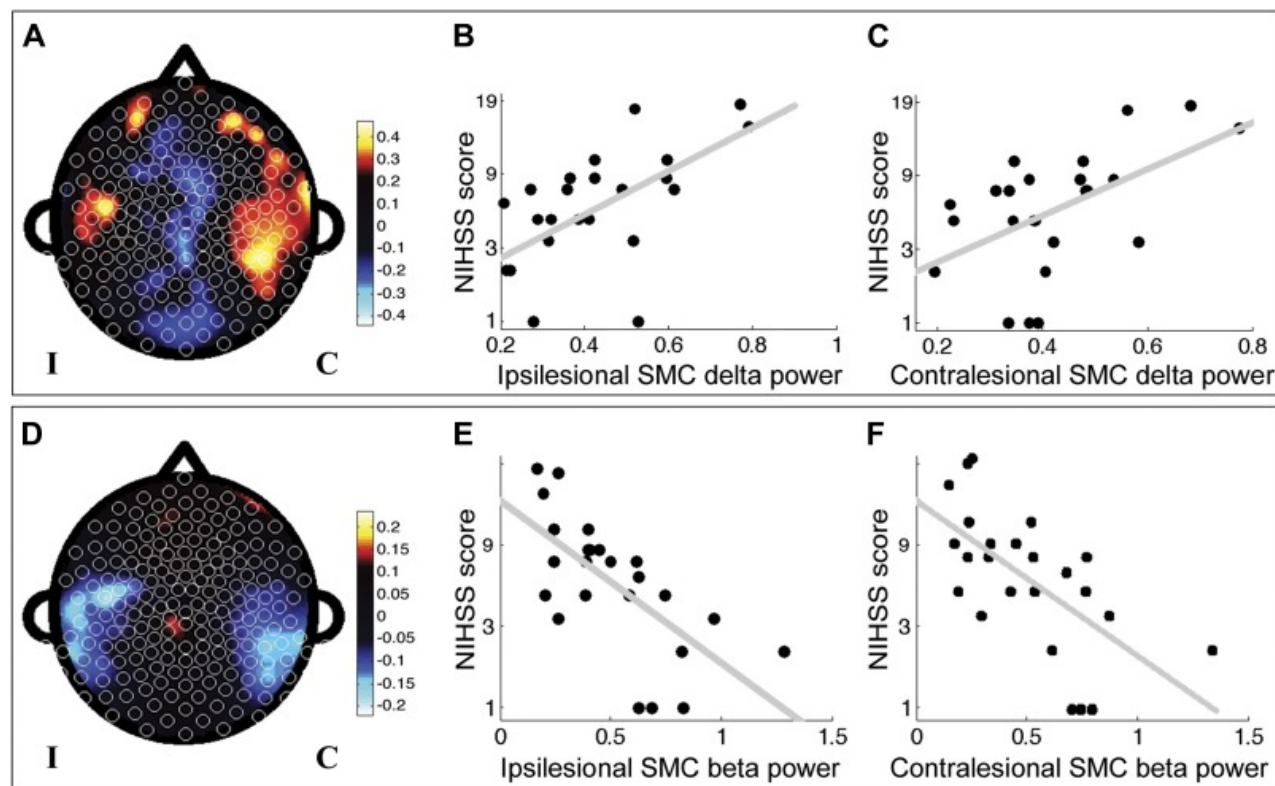 A
0.4
0.3
0.2
0.1
0
-0.1
-0.2
-0.3
-0.4
I
C
B
NIHSS score
19
9
3
1
0.2
0.4
0.6
0.8
1
Ipsilesional SMC delta power
C
NIHSS score
19
9
3
1
0.2
0.4
0.6
0.8
Contralesional SMC delta power
D
0.2
0.15
0.1
0.05
0
-0.05
-0.1
-0.15
-0.2
I
C
E
NIHSS score
9
3
1
0
0.5
1
1.5
Ipsilesional SMC beta power
F
NIHSS score
9
3
1
0
0.5
1
1.5
Contralesional SMC beta power